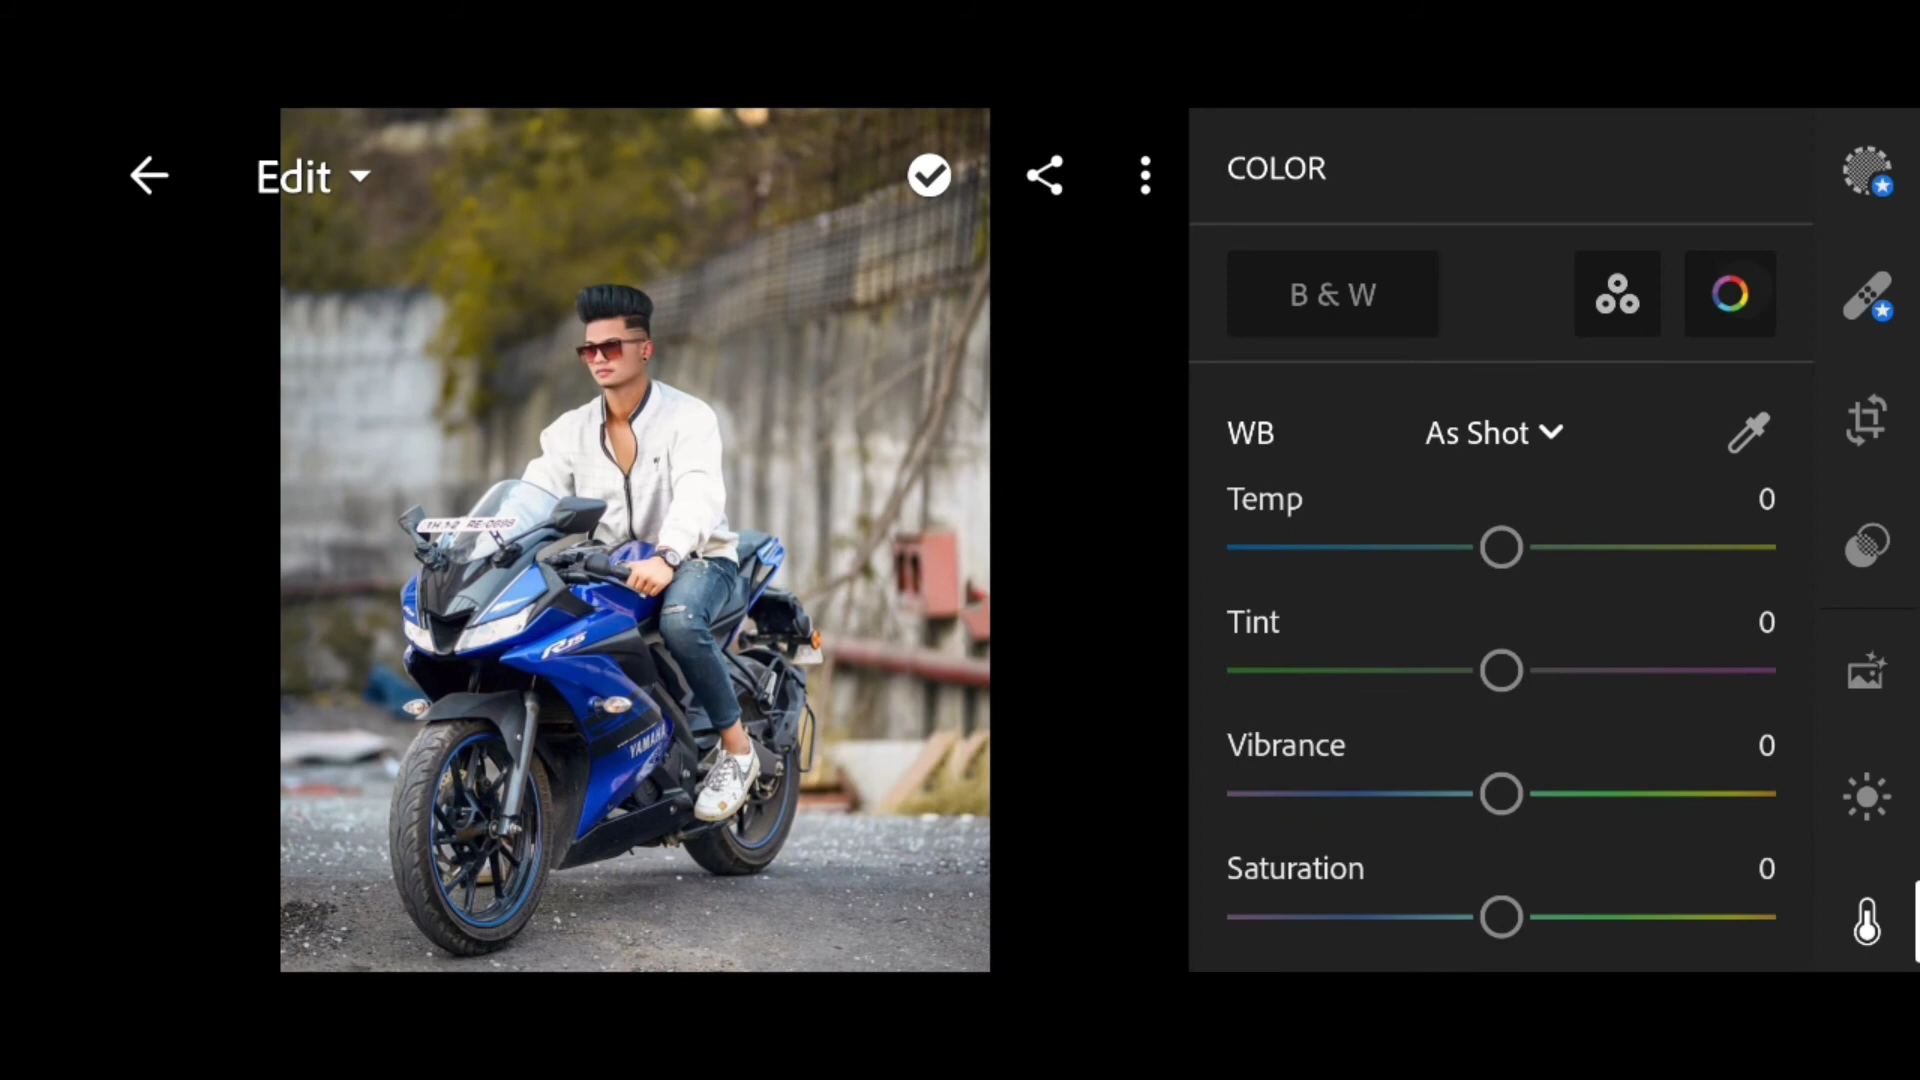 Edit
COLOR
B & W
WB As Shot
Temp 0
Tint 0
Vibrance 0
Saturation 0
R15
YAMAHA